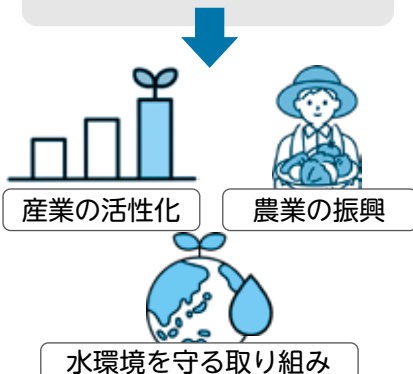 産業の活性化
農業の振興
水環境を守る取り組み